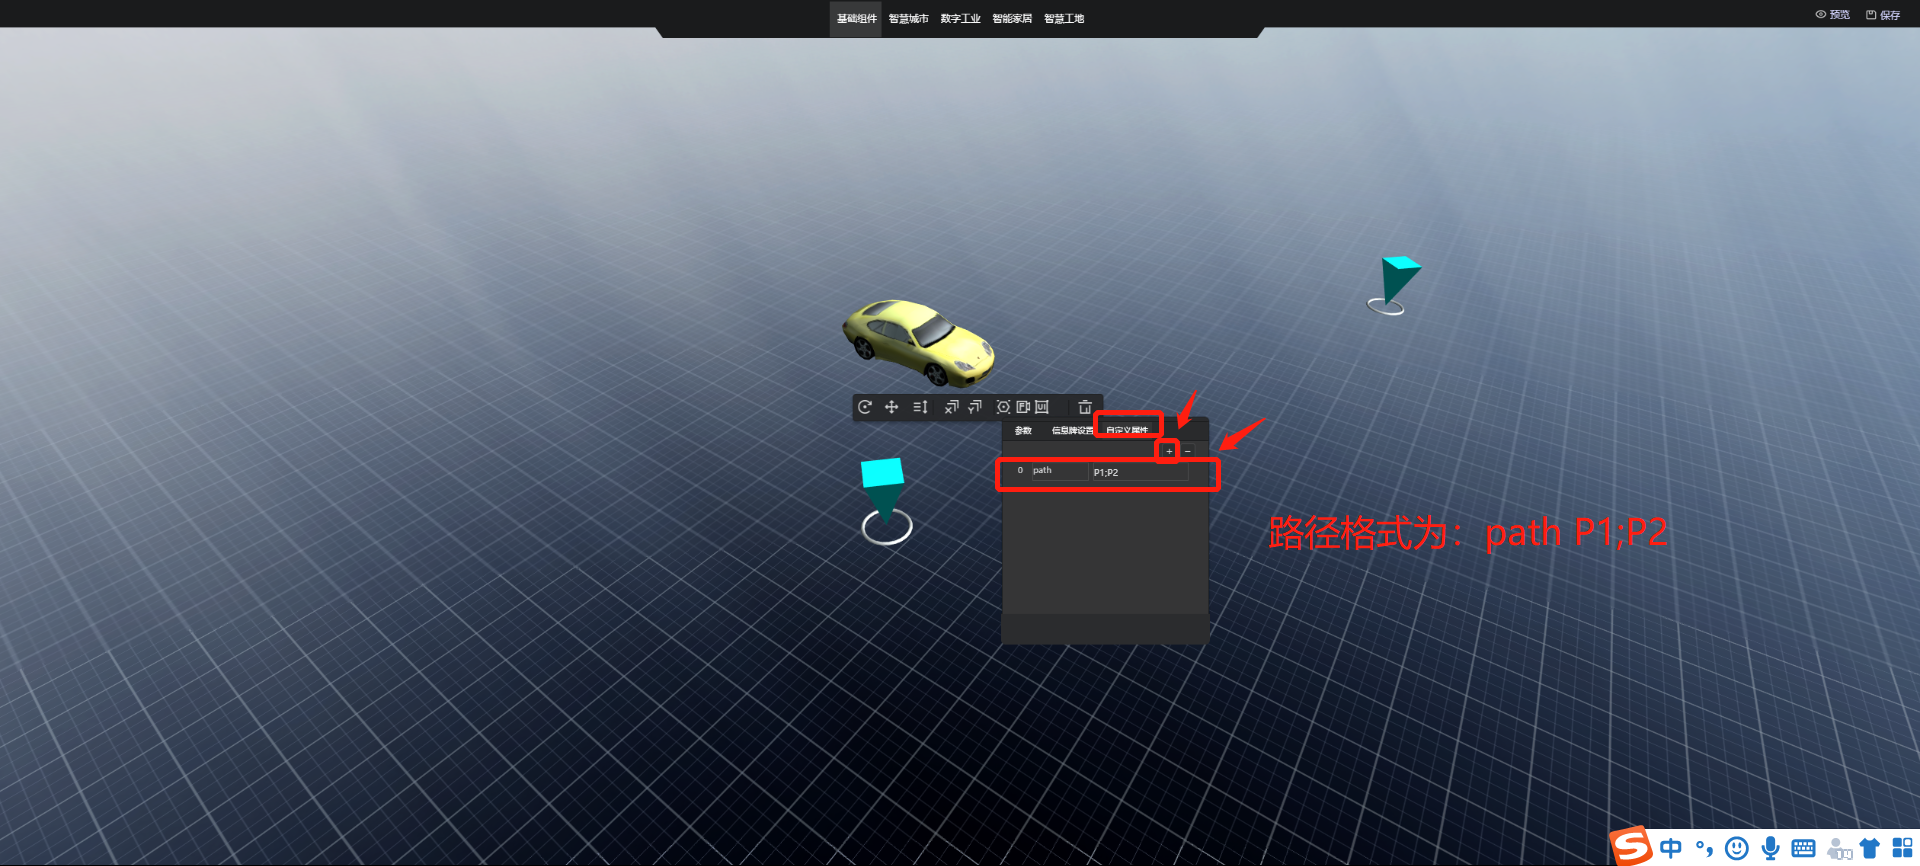 基础组件 智慧城市 数字工业 智能家居 智慧工地
预览 保存
参数 信息牌设置 自定义属性
+ −
0 path P1;P2
路径格式为：path P1;P2
中